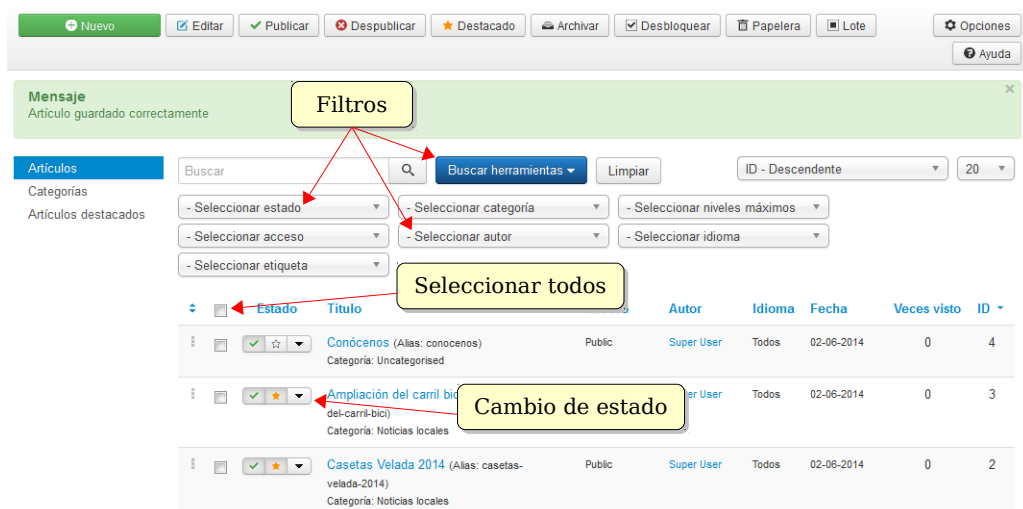 Nuevo Editar Publicar Despublicar Destacado Archivar Desbloquear Papelera Lote Opciones
Ayuda
Mensaje
Artículo guardado correctamente
Filtros
Artículos
Categorías
Artículos destacados
Buscar Buscar herramientas Limpiar ID - Descendente 20
- Seleccionar estado - Seleccionar categoría - Seleccionar niveles máximos
- Seleccionar acceso - Seleccionar autor - Seleccionar idioma
- Seleccionar etiqueta
Seleccionar todos
Estado Título Autor Idioma Fecha Veces visto ID
Conócenos (Alias: conocenos) Public Super User Todos 02-06-2014 0 4
Categoría: Uncategorised
Ampliación del carril bic User Todos 02-06-2014 0 3
del-carril-bici)
Categoría: Noticias locales
Cambio de estado
Casetas Velada 2014 (Alias: casetas- Public Super User Todos 02-06-2014 0 2
velada-2014)
Categoría: Noticias locales